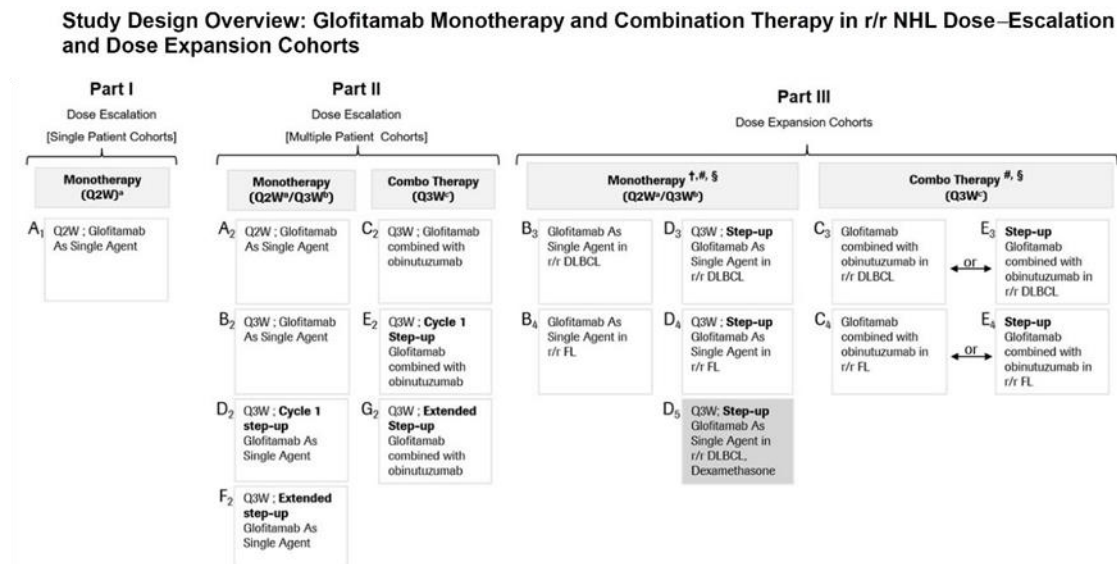 Study Design Overview: Glofitamab Monotherapy and Combination Therapy in r/r NHL Dose–Escalation
and Dose Expansion Cohorts
Part I
Dose Escalation
[Single Patient Cohorts]
Monotherapy
(Q2W)ᵃ
A₁ Q2W ; Glofitamab
As Single Agent
Part II
Dose Escalation
[Multiple Patient Cohorts]
Monotherapy
(Q2Wᵃ/Q3Wᵇ)
A₂ Q2W ; Glofitamab
As Single Agent
B₂ Q3W ; Glofitamab
As Single Agent
D₂ Q3W ; Cycle 1
step-up
Glofitamab As
Single Agent
F₂ Q3W ; Extended
step-up
Glofitamab As
Single Agent
Combo Therapy
(Q3Wᶜ)
C₂ Q3W ; Glofitamab
combined with
obinutuzumab
E₂ Q3W ; Cycle 1
Step-up
Glofitamab
combined with
obinutuzumab
G₂ Q3W ; Extended
Step-up
Glofitamab
combined with
obinutuzumab
Part III
Dose Expansion Cohorts
Monotherapy †,#, §
(Q2Wᵃ/Q3Wᵇ)
B₃ Glofitamab As
Single Agent in
r/r DLBCL
B₄ Glofitamab As
Single Agent in
r/r FL
D₃ Q3W ; Step-up
Glofitamab As
Single Agent in
r/r DLBCL
D₄ Q3W ; Step-up
Glofitamab As
Single Agent in
r/r FL
D₅ Q3W; Step-up
Glofitamab As
Single Agent in
r/r DLBCL,
Dexamethasone
Combo Therapy #, §
(Q3Wᶜ)
C₃ Glofitamab
combined with
obinutuzumab
in r/r DLBCL
or
E₃ Step-up
Glofitamab
combined with
obinutuzumab in
r/r DLBCL
C₄ Glofitamab
combined with
obinutuzumab in
r/r FL
or
E₄ Step-up
Glofitamab
combined with
obinutuzumab in
r/r FL